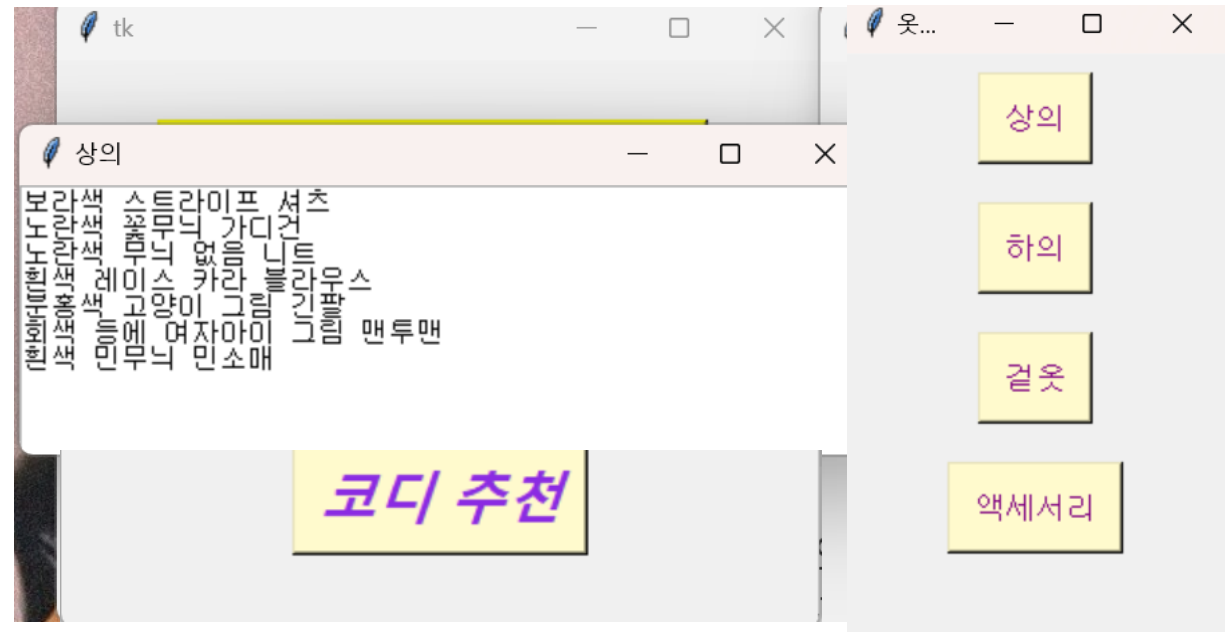 tk
상의
보라색 스트라이프 셔츠
노란색 꽃무늬 가디건
노란색 무늬 없음 니트
흰색 레이스 카라 블라우스
분홍색 고양이 그림 긴팔
회색 등에 여자아이 그림 맨투맨
흰색 민무늬 민소매
코디 추천
옷...
상의
하의
겉옷
액세서리